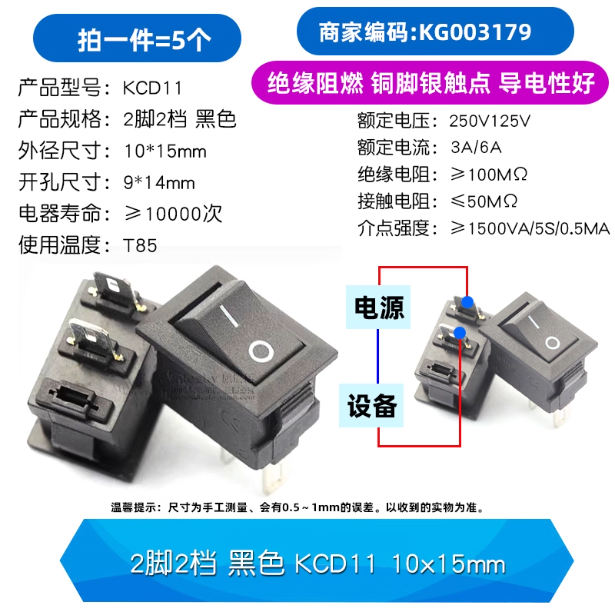 拍一件=5个
商家编码:KG003179
绝缘阻燃 铜脚银触点 导电性好
产品型号: KCD11
产品规格: 2脚2档 黑色
外径尺寸: 10*15mm
开孔尺寸: 9*14mm
电器寿命: ≥10000次
使用温度: T85
额定电压: 250V125V
额定电流: 3A/6A
绝缘电阻: ≥100MΩ
接触电阻: ≤50MΩ
介点强度: ≥1500VA/5S/0.5MA
电源
设备
温馨提示: 尺寸为手工测量、会有0.5~1mm的误差。以收到的实物为准。
2脚2档 黑色 KCD11 10x15mm